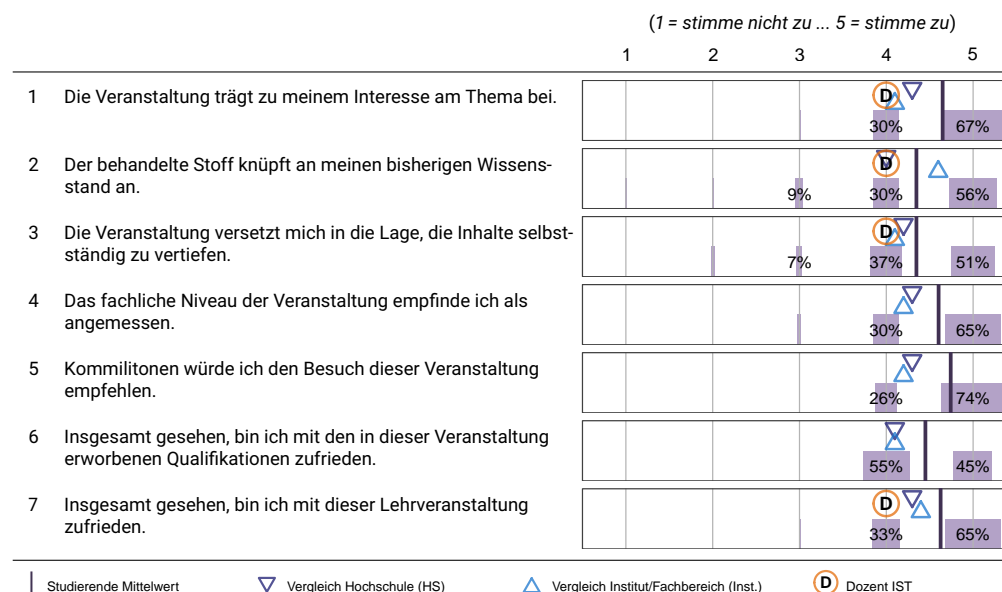 (1 = stimme nicht zu ... 5 = stimme zu)
1 2 3 4 5
1 Die Veranstaltung trägt zu meinem Interesse am Thema bei.
D
30% 67%
2 Der behandelte Stoff knüpft an meinen bisherigen Wissens-
stand an.
D
9% 30% 56%
3 Die Veranstaltung versetzt mich in die Lage, die Inhalte selbst-
ständig zu vertiefen.
D
7% 37% 51%
4 Das fachliche Niveau der Veranstaltung empfinde ich als
angemessen.
30% 65%
5 Kommilitonen würde ich den Besuch dieser Veranstaltung
empfehlen.
26% 74%
6 Insgesamt gesehen, bin ich mit den in dieser Veranstaltung
erworbenen Qualifikationen zufrieden.
55% 45%
7 Insgesamt gesehen, bin ich mit dieser Lehrveranstaltung
zufrieden.
D
33% 65%
Studierende Mittelwert Vergleich Hochschule (HS) Vergleich Institut/Fachbereich (Inst.) D Dozent IST